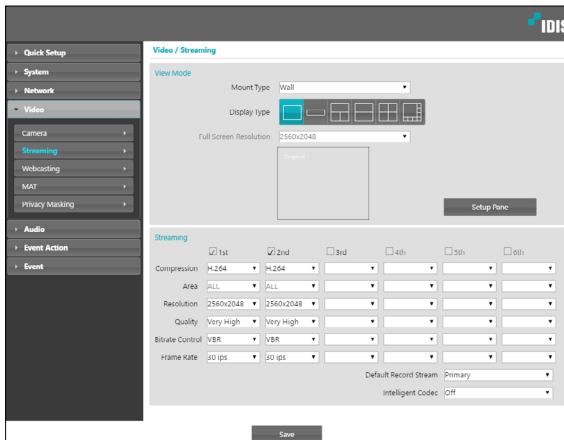 IDIS
Quick Setup
System
Network
Video
Camera
Streaming
Webcasting
MAT
Privacy Masking
Audio
Event Action
Event
Video / Streaming
View Mode
Mount Type Wall
Display Type
Full Screen Resolution 2560x2048
Original
Setup Pane
Streaming
1st 2nd 3rd 4th 5th 6th
Compression H.264 H.264
Area ALL ALL
Resolution 2560x2048 2560x2048
Quality Very High Very High
Bitrate Control VBR VBR
Frame Rate 30 ips 30 ips
Default Record Stream Primary
Intelligent Codec Off
Save